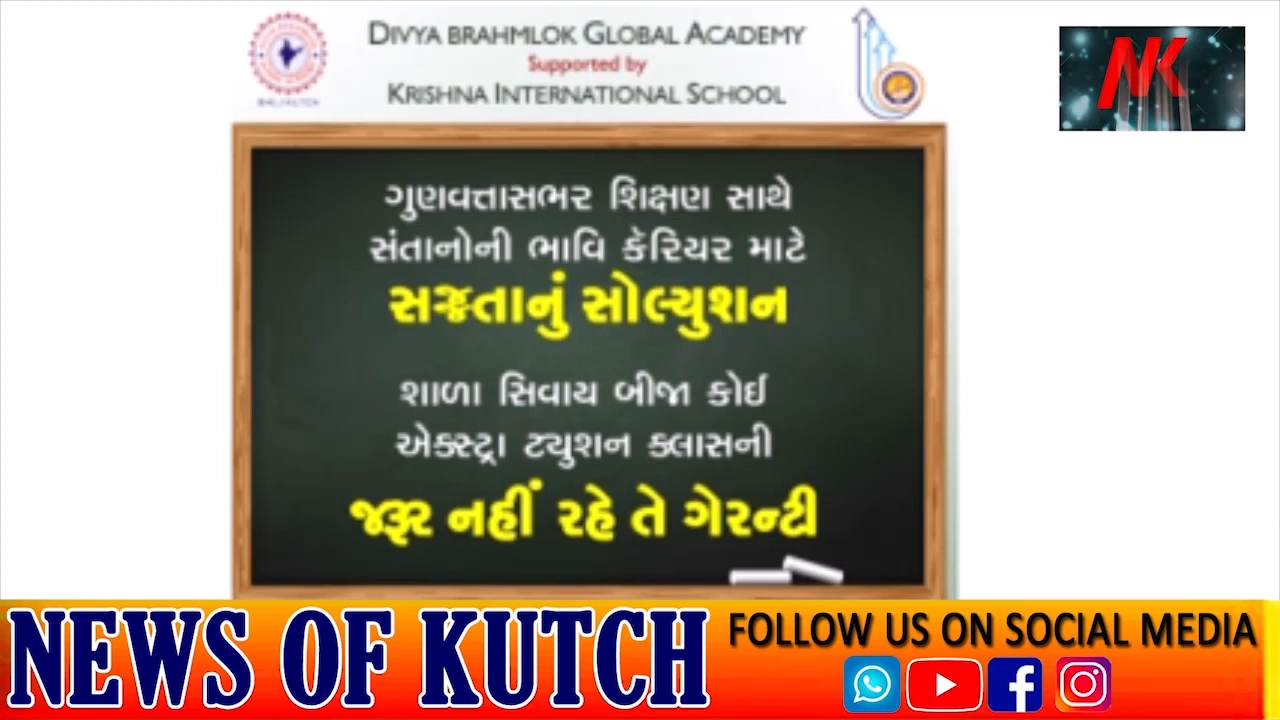 DIVYA BRAHMLOK GLOBAL ACADEMY
Supported by
KRISHNA INTERNATIONAL SCHOOL
NK
ગુણવત્તાસભર શિક્ષણ સાથે
સંતાનોની ભાવિ કેરિયર માટે
સોલ્યુશન
શાળા સિવાય બીજા કોઈ
એક્સ્ટ્રા ટ્યુશન ક્લાસની
જરૂર નહીં રહે તે ગેરન્ટી
NEWS OF KUTCH
FOLLOW US ON SOCIAL MEDIA